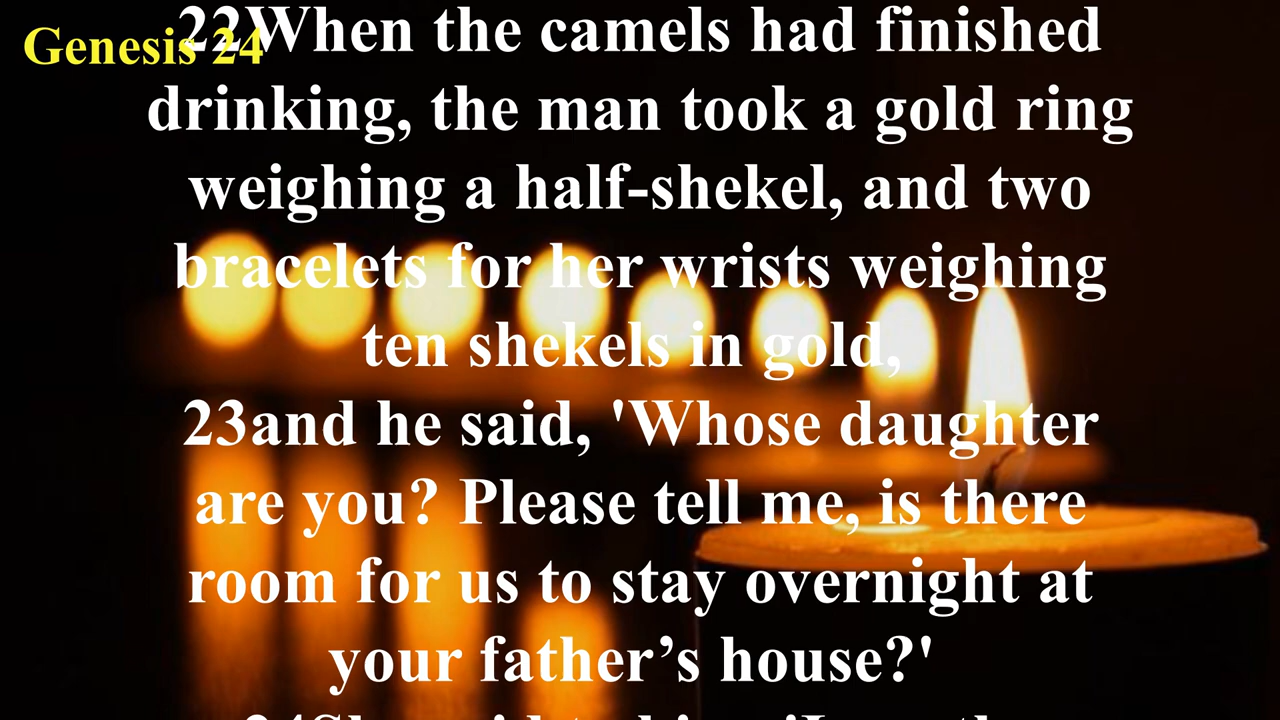 Genesis 24
22When the camels had finished
drinking, the man took a gold ring
weighing a half-shekel, and two
bracelets for her wrists weighing
ten shekels in gold,
23and he said, 'Whose daughter
are you? Please tell me, is there
room for us to stay overnight at
your father’s house?'